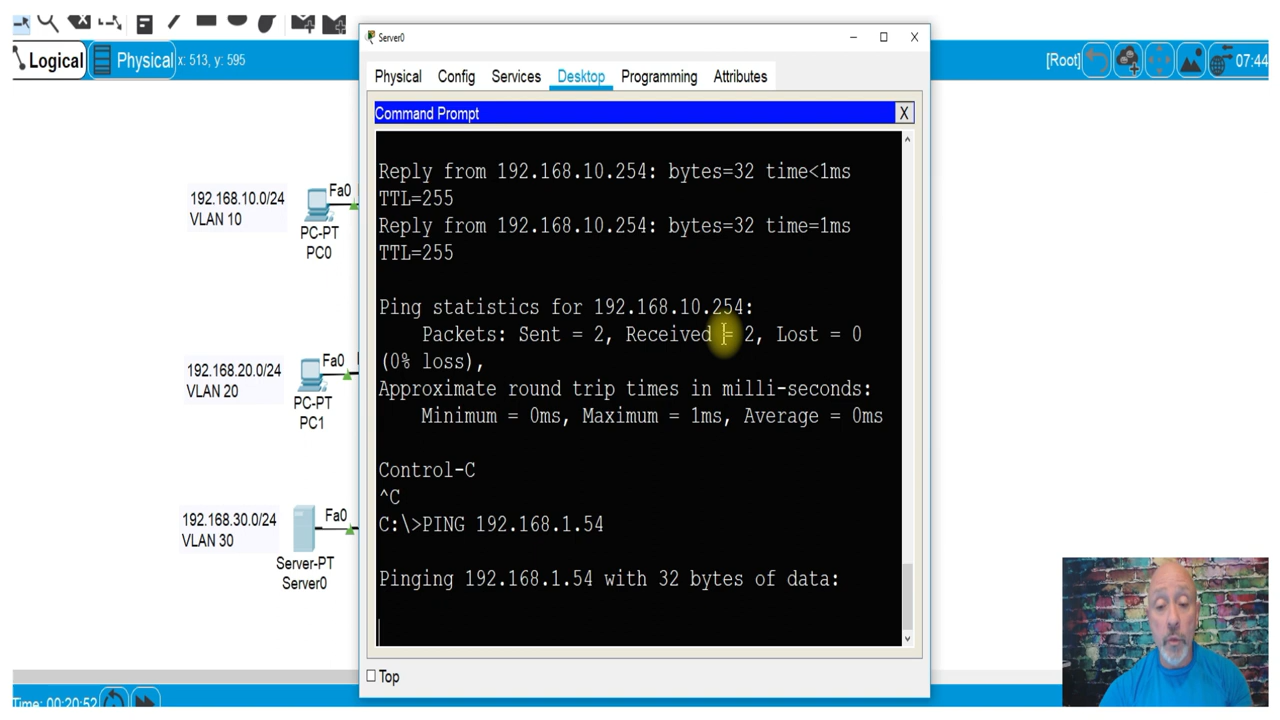 Server0
Logical
Physical
x: 513, y: 595
[Root]
07:44
Physical Config Services Desktop Programming Attributes
Command Prompt
X
Reply from 192.168.10.254: bytes=32 time<1ms
TTL=255
Reply from 192.168.10.254: bytes=32 time=1ms
TTL=255
Ping statistics for 192.168.10.254:
Packets: Sent = 2, Received = 2, Lost = 0
(0% loss),
Approximate round trip times in milli-seconds:
Minimum = 0ms, Maximum = 1ms, Average = 0ms
Control-C
^C
C:\>PING 192.168.1.54
Pinging 192.168.1.54 with 32 bytes of data:
Top
192.168.10.0/24
VLAN 10
Fa0
PC-PT
PC0
192.168.20.0/24
VLAN 20
Fa0
PC-PT
PC1
192.168.30.0/24
VLAN 30
Fa0
Server-PT
Server0
Time: 00:20:52